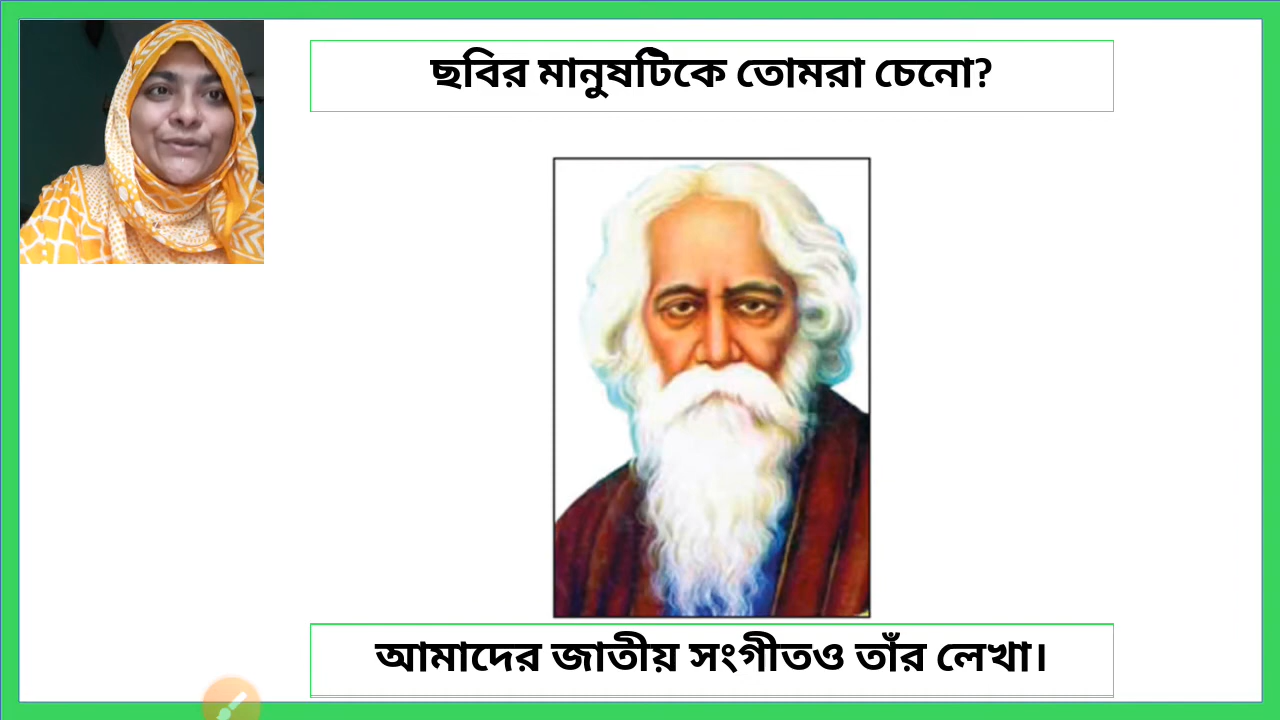 ছবির মানুষটিকে তোমরা চেনো?
আমাদের জাতীয় সংগীতও তাঁর লেখা।